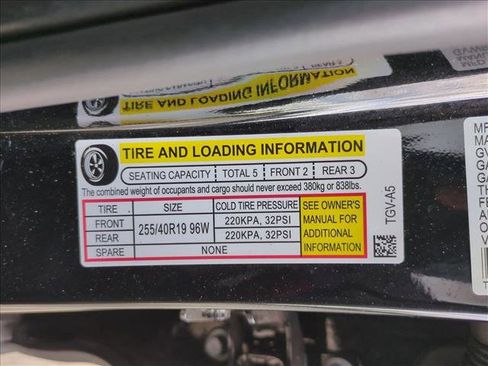 TIRE AND LOADING INFORMATION
TIRE AND LOADING INFORMATION
SEATING CAPACITY TOTAL 5 FRONT 2 REAR 3
The combined weight of occupants and cargo should never exceed 380kg or 838lbs.
TIRE SIZE COLD TIRE PRESSURE SEE OWNER'S
FRONT 255/40R19 96W 220KPA, 32PSI MANUAL FOR
REAR 220KPA, 32PSI ADDITIONAL
SPARE NONE INFORMATION
TGV-A5